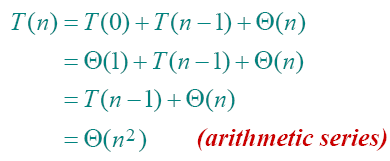 T(n) = T(0) + T(n−1) + Θ(n)
= Θ(1) + T(n−1) + Θ(n)
= T(n−1) + Θ(n)
= Θ(n²) (arithmetic series)